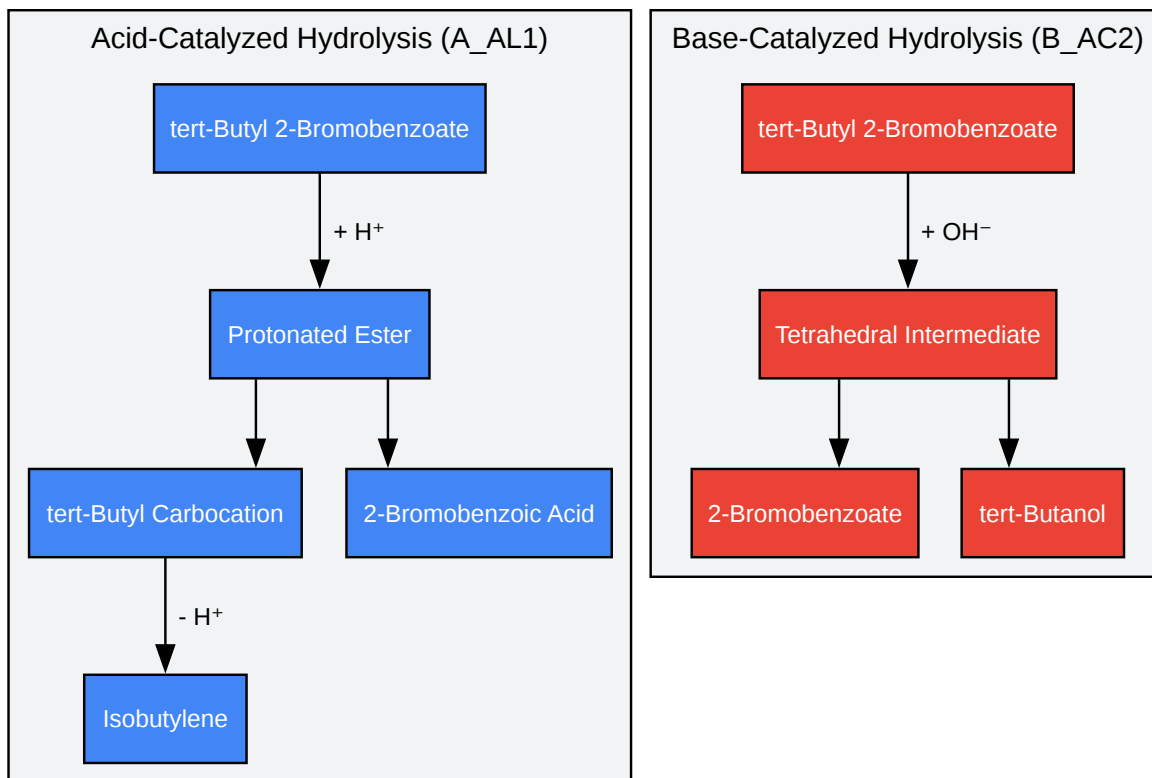 Acid-Catalyzed Hydrolysis (A_AL1)
tert-Butyl 2-Bromobenzoate
+ H⁺
Protonated Ester
tert-Butyl Carbocation
2-Bromobenzoic Acid
- H⁺
Isobutylene
Base-Catalyzed Hydrolysis (B_AC2)
tert-Butyl 2-Bromobenzoate
+ OH⁻
Tetrahedral Intermediate
2-Bromobenzoate
tert-Butanol